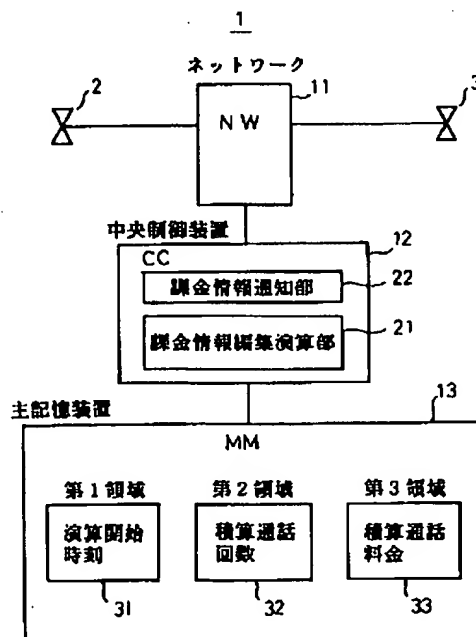 1
ネットワーク
2
11
3
NW
中央制御装置
12
CC
課金情報通知部
22
課金情報編集演算部
21
主記憶装置
13
MM
第1領域
第2領域
第3領域
演算開始
時刻
積算通話
回数
積算通話
料金
31
32
33